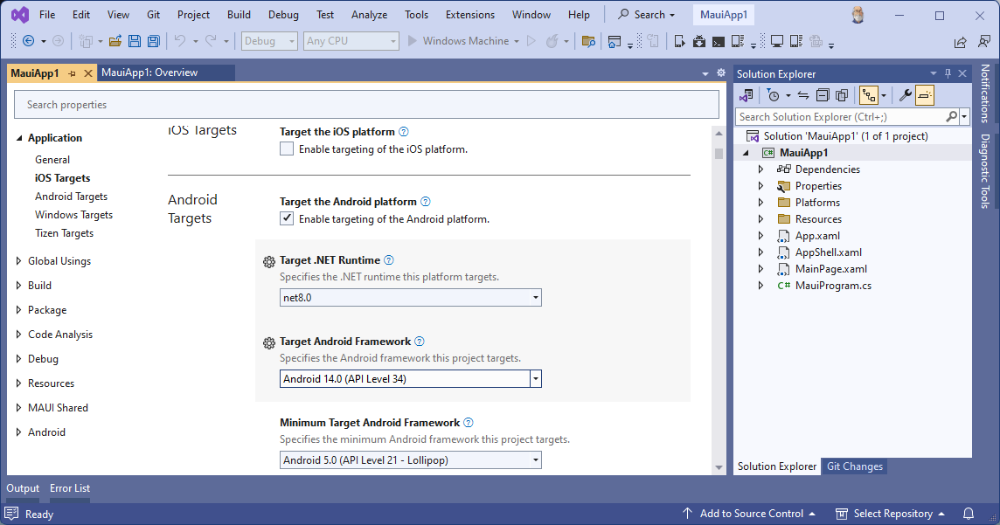 File Edit View Git Project Build Debug Test Analyze Tools Extensions Window Help Search MauiApp1
Debug Any CPU Windows Machine
MauiApp1 MauiApp1: Overview
Search properties
Application
General
iOS Targets
Android Targets
Windows Targets
Tizen Targets
Global Usings
Build
Package
Code Analysis
Debug
Resources
MAUI Shared
Android
iOS Targets
Target the iOS platform
Enable targeting of the iOS platform.
Android
Targets
Target the Android platform
Enable targeting of the Android platform.
Target .NET Runtime
Specifies the .NET runtime this platform targets.
net8.0
Target Android Framework
Specifies the Android framework this project targets.
Android 14.0 (API Level 34)
Minimum Target Android Framework
Specifies the minimum Android framework this project targets.
Android 5.0 (API Level 21 - Lollipop)
Solution Explorer
Search Solution Explorer (Ctrl+;)
Solution 'MauiApp1' (1 of 1 project)
C# MauiApp1
Dependencies
Properties
Platforms
Resources
App.xaml
AppShell.xaml
MainPage.xaml
C# MauiProgram.cs
Solution Explorer Git Changes
Notifications
Diagnostic Tools
Output Error List
Ready Add to Source Control Select Repository